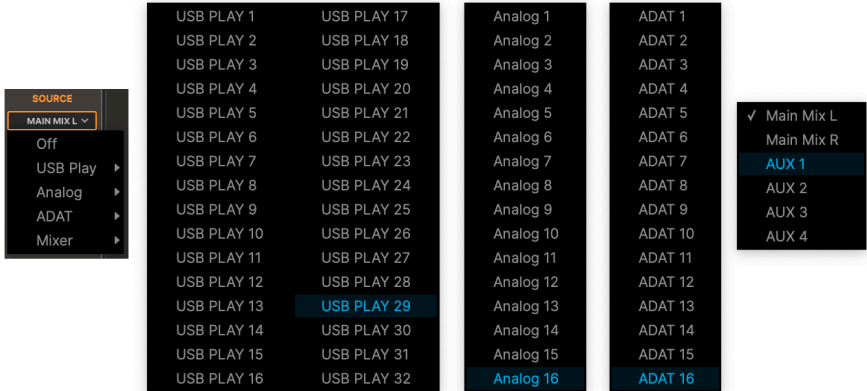 SOURCE
MAIN MIX L
Off
USB Play
Analog
ADAT
Mixer
USB PLAY 1
USB PLAY 2
USB PLAY 3
USB PLAY 4
USB PLAY 5
USB PLAY 6
USB PLAY 7
USB PLAY 8
USB PLAY 9
USB PLAY 10
USB PLAY 11
USB PLAY 12
USB PLAY 13
USB PLAY 14
USB PLAY 15
USB PLAY 16
USB PLAY 17
USB PLAY 18
USB PLAY 19
USB PLAY 20
USB PLAY 21
USB PLAY 22
USB PLAY 23
USB PLAY 24
USB PLAY 25
USB PLAY 26
USB PLAY 27
USB PLAY 28
USB PLAY 29
USB PLAY 30
USB PLAY 31
USB PLAY 32
Analog 1
Analog 2
Analog 3
Analog 4
Analog 5
Analog 6
Analog 7
Analog 8
Analog 9
Analog 10
Analog 11
Analog 12
Analog 13
Analog 14
Analog 15
Analog 16
ADAT 1
ADAT 2
ADAT 3
ADAT 4
ADAT 5
ADAT 6
ADAT 7
ADAT 8
ADAT 9
ADAT 10
ADAT 11
ADAT 12
ADAT 13
ADAT 14
ADAT 15
ADAT 16
✓ Main Mix L
Main Mix R
AUX 1
AUX 2
AUX 3
AUX 4